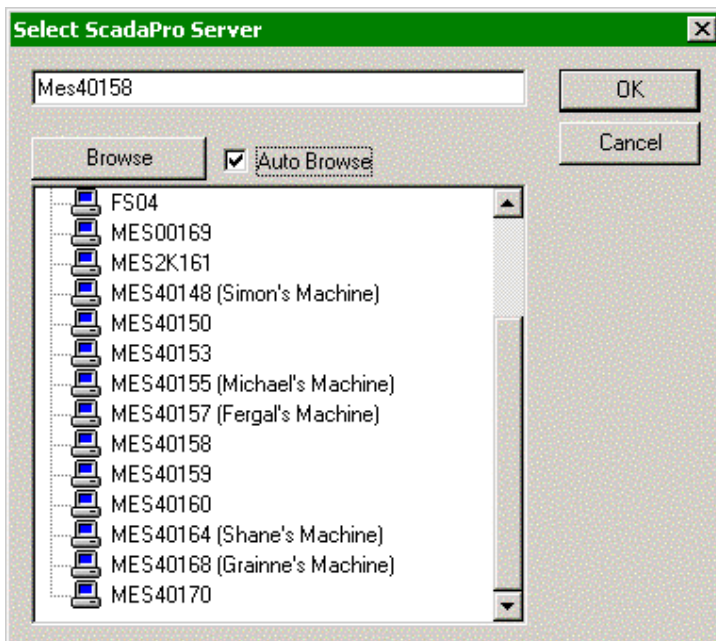 Select ScadaPro Server
Mes40158
OK
Browse
Auto Browse
Cancel
FS04
MES00169
MES2K161
MES40148 (Simon's Machine)
MES40150
MES40153
MES40155 (Michael's Machine)
MES40157 (Fergal's Machine)
MES40158
MES40159
MES40160
MES40164 (Shane's Machine)
MES40168 (Grainne's Machine)
MES40170